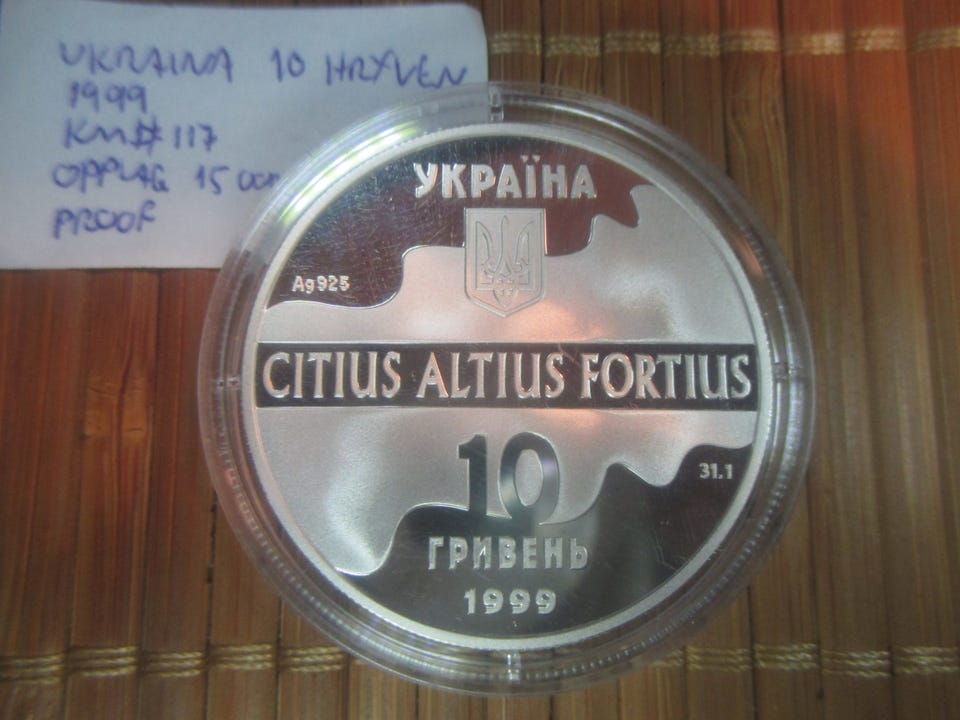 UKRAINA 10 HRYVEN
1999
KM# 117
OPPLAG 15 000
PROOF
УКРАЇНА
Ag925
CITIUS ALTIUS FORTIUS
10
31.1
ГРИВЕНЬ
1999